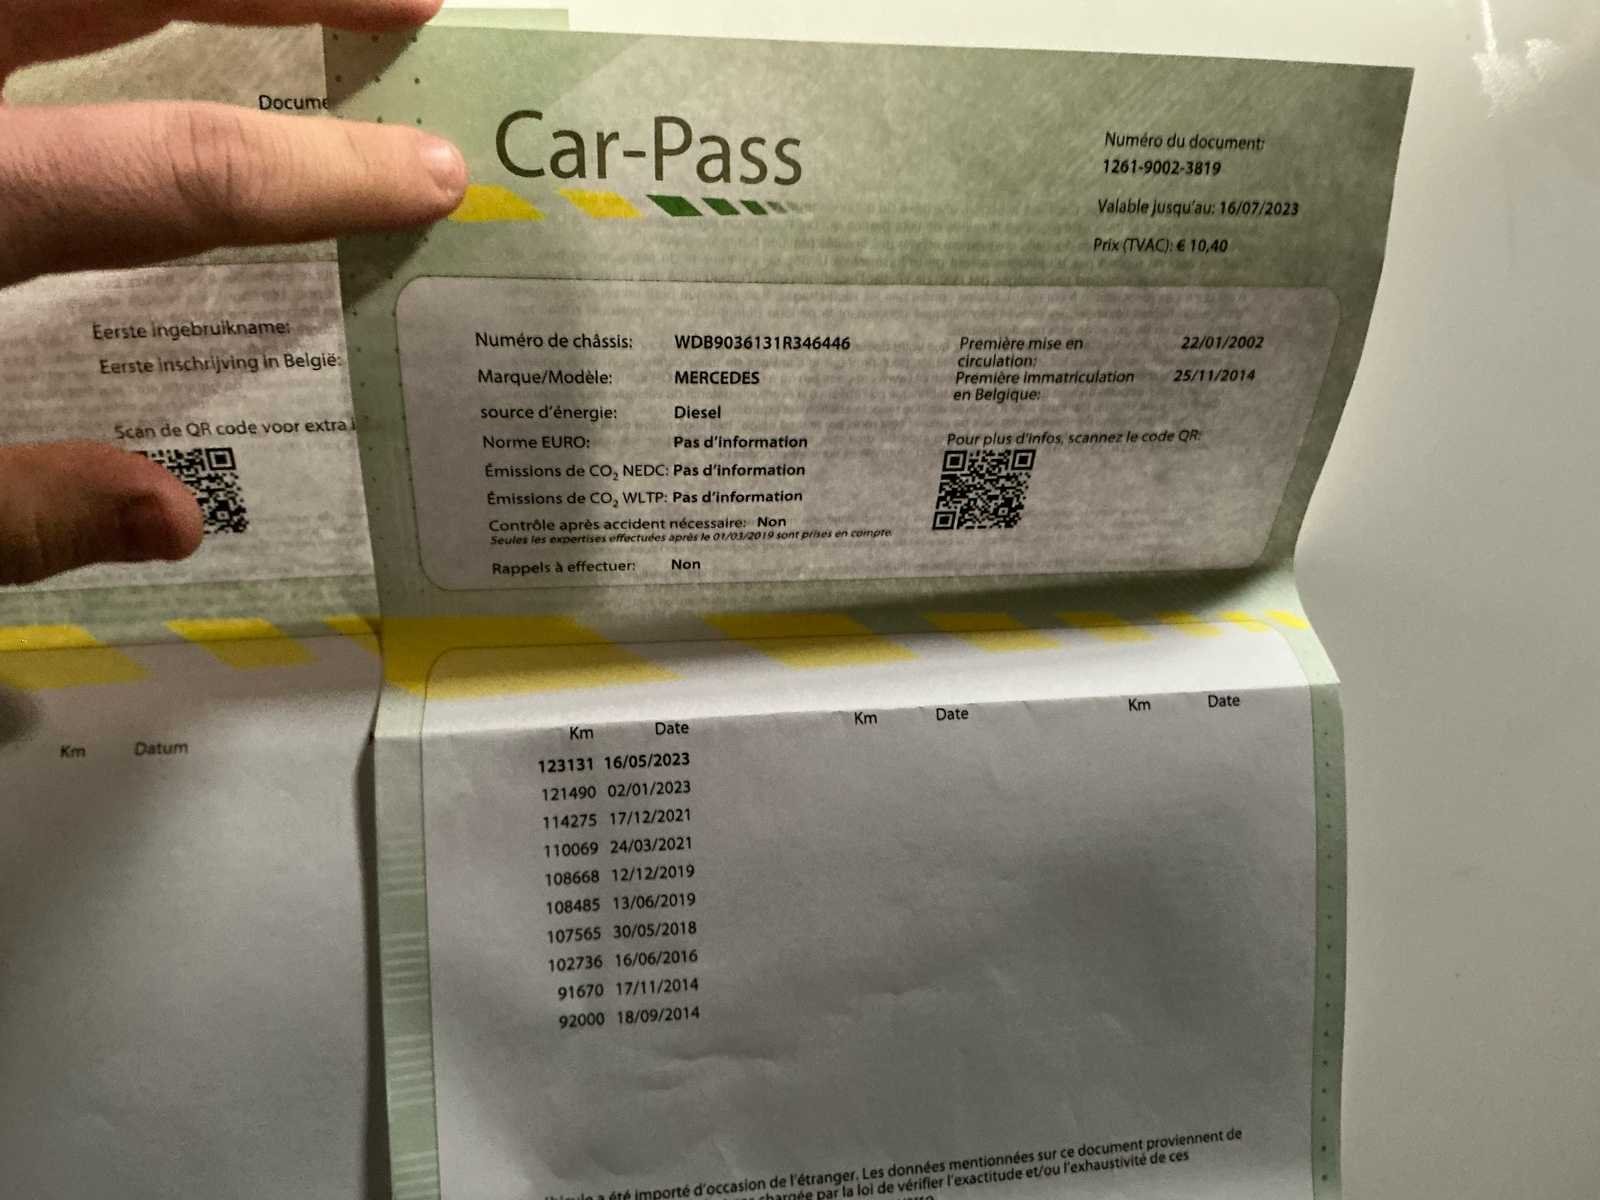 Docume
Eerste ingebruikname:
Eerste inschrijving in België:
Scan de QR code voor extra
Km Datum
Car-Pass
Numéro du document:
1261-9002-3819
Valable jusqu'au: 16/07/2023
Prix (TVAC): € 10,40
Numéro de châssis: WDB9036131R346446
Marque/Modèle: MERCEDES
source d'énergie: Diesel
Norme EURO: Pas d'information
Émissions de CO2 NEDC: Pas d'information
Émissions de CO2 WLTP: Pas d'information
Contrôle après accident nécessaire: Non
Seules les expertises effectuées après le 01/03/2019 sont prises en compte.
Rappels à effectuer: Non
Première mise en 22/01/2002
circulation:
Première immatriculation 25/11/2014
en Belgique:
Pour plus d'infos, scannez le code QR:
Km Date Km Date Km Date
123131 16/05/2023
121490 02/01/2023
114275 17/12/2021
110069 24/03/2021
108668 12/12/2019
108485 13/06/2019
107565 30/05/2018
102736 16/06/2016
91670 17/11/2014
92000 18/09/2014
a été importé d'occasion de l'étranger. Les données mentionnées sur ce document proviennent de
chargée par la loi de vérifier l'exactitude et/ou l'exhaustivité de ces